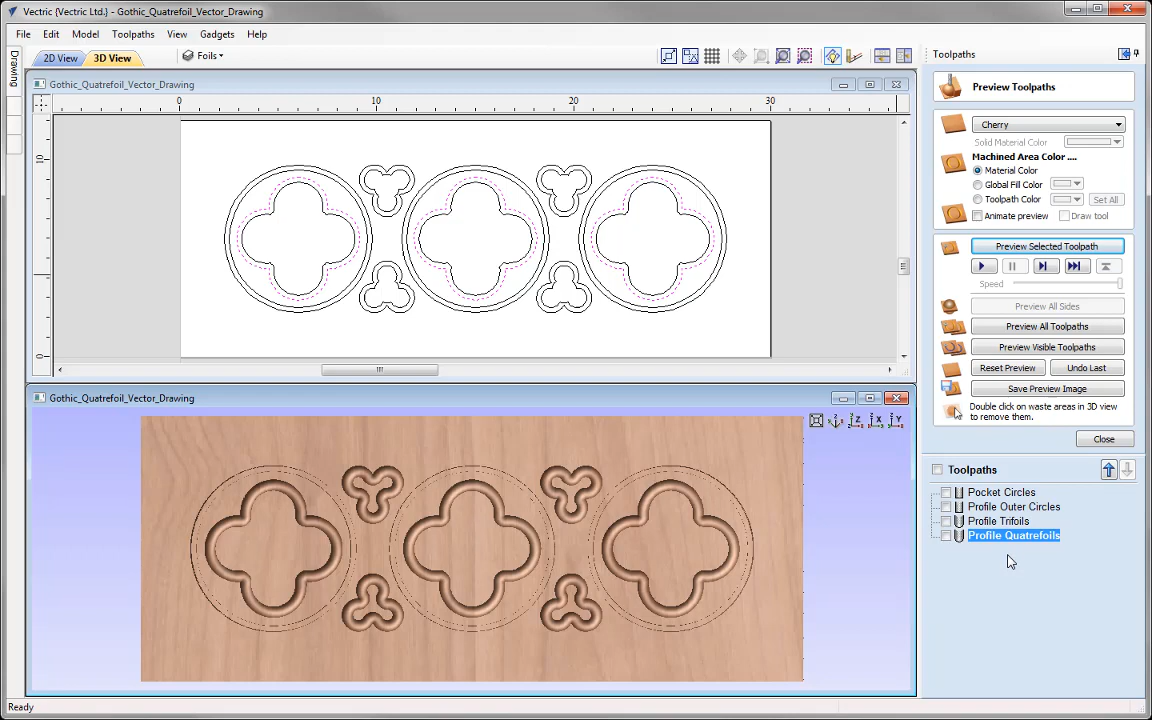 Vectric {Vectric Ltd.} - Gothic_Quatrefoil_Vector_Drawing
File Edit Model Toolpaths View Gadgets Help
2D View 3D View Foils
Drawing
Gothic_Quatrefoil_Vector_Drawing
0 10 20 30
10
0
Gothic_Quatrefoil_Vector_Drawing
Z X Y
Ready
Toolpaths
Preview Toolpaths
Cherry
Solid Material Color
Machined Area Color ....
Material Color
Global Fill Color
Toolpath Color Set All
Animate preview Draw tool
Preview Selected Toolpath
Speed
Preview All Sides
Preview All Toolpaths
Preview Visible Toolpaths
Reset Preview Undo Last
Save Preview Image
Double click on waste areas in 3D view
to remove them.
Close
Toolpaths
Pocket Circles
Profile Outer Circles
Profile Trifoils
Profile Quatrefoils